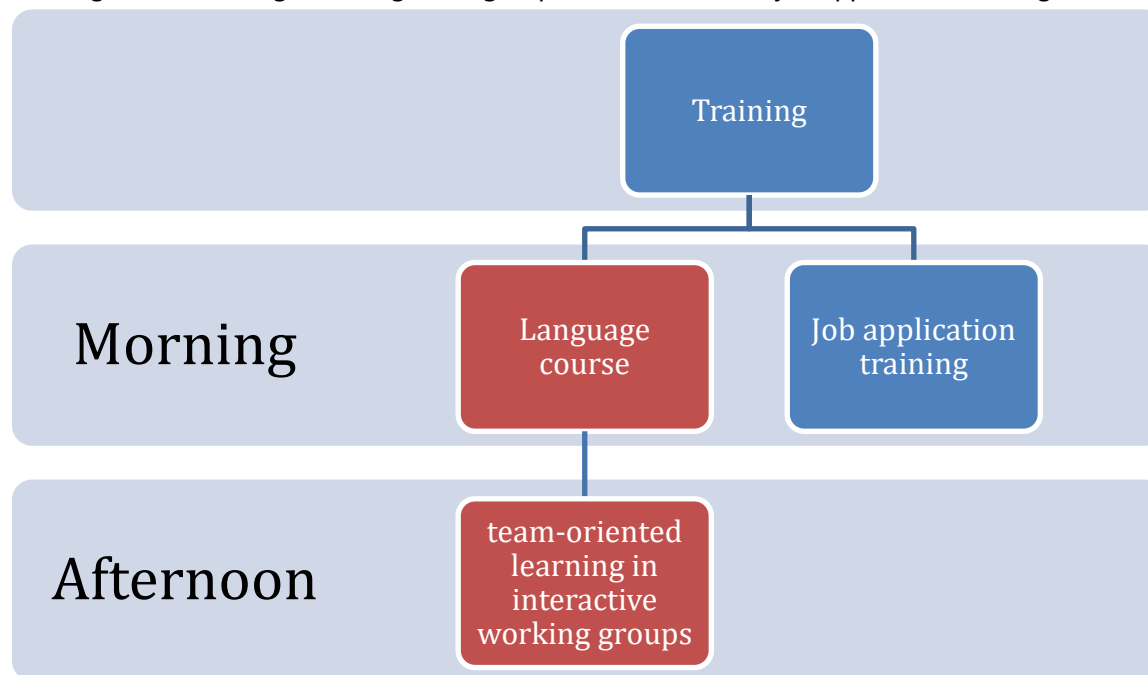 Training
Morning
Language
course
Job application
training
Afternoon
team-oriented
learning in
interactive
working groups